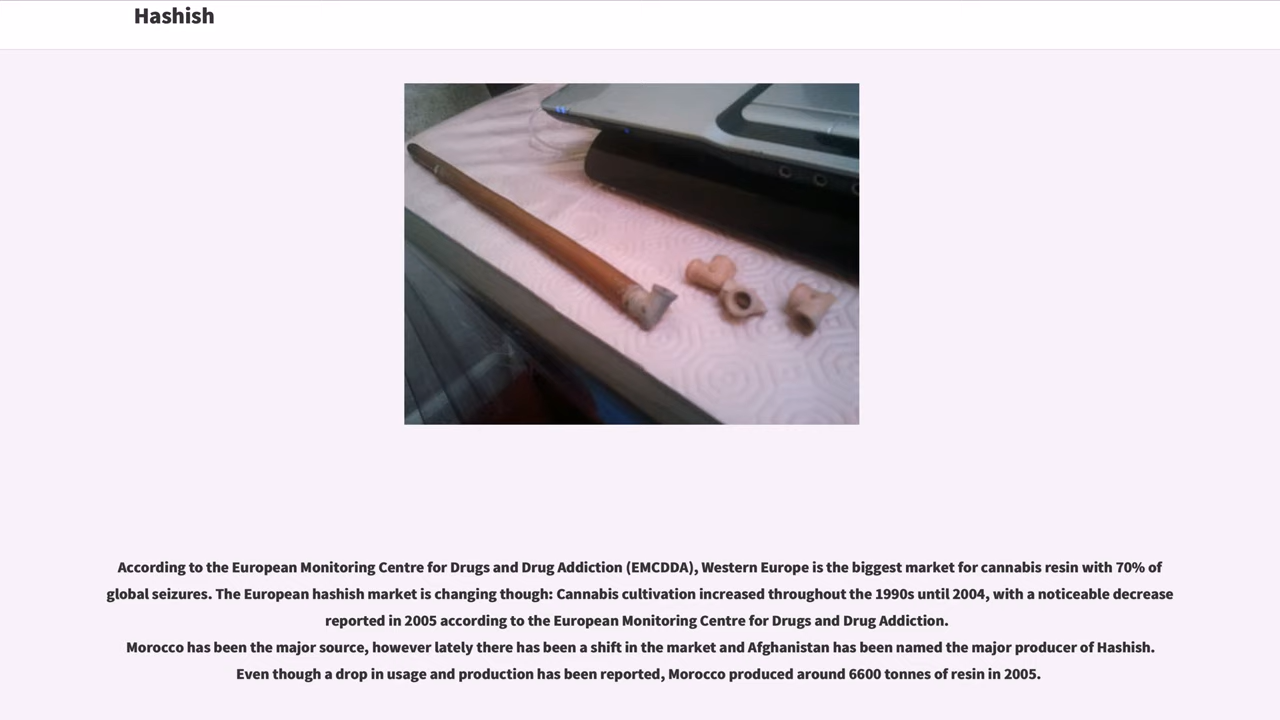 Hashish
According to the European Monitoring Centre for Drugs and Drug Addiction (EMCDDA), Western Europe is the biggest market for cannabis resin with 70% of
global seizures. The European hashish market is changing though: Cannabis cultivation increased throughout the 1990s until 2004, with a noticeable decrease
reported in 2005 according to the European Monitoring Centre for Drugs and Drug Addiction.
Morocco has been the major source, however lately there has been a shift in the market and Afghanistan has been named the major producer of Hashish.
Even though a drop in usage and production has been reported, Morocco produced around 6600 tonnes of resin in 2005.